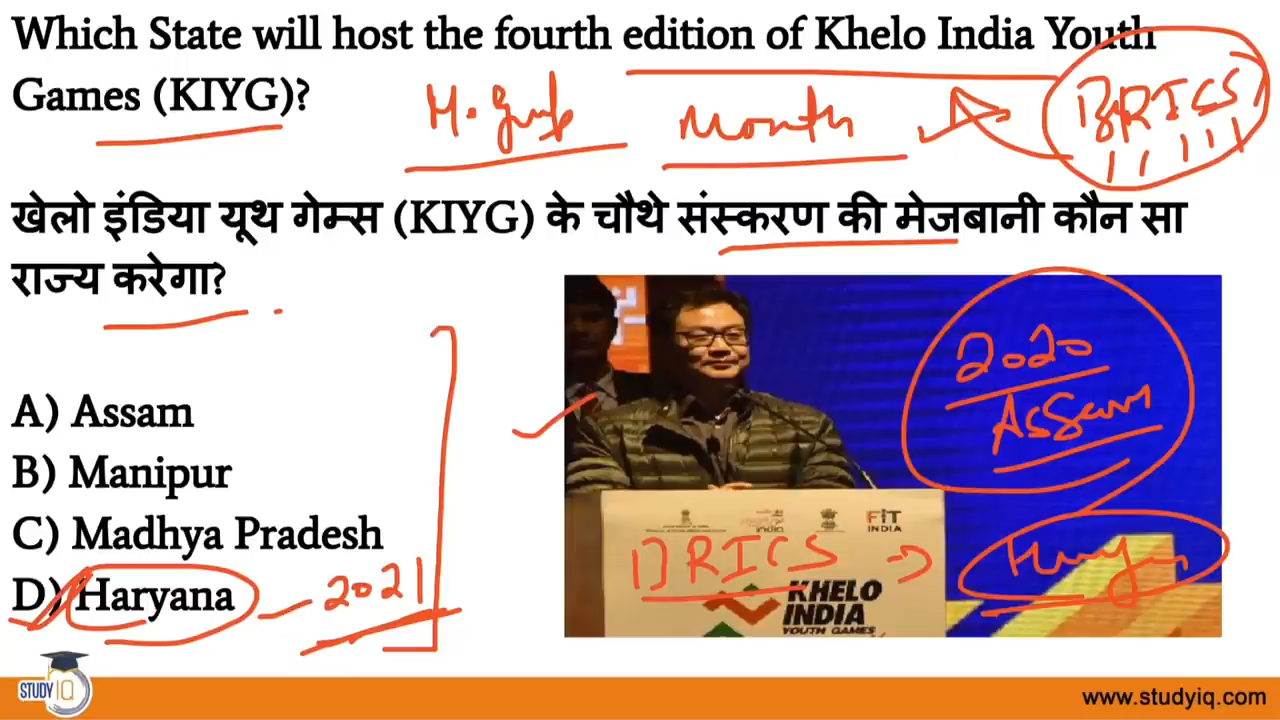 Which State will host the fourth edition of Khelo India Youth
Games (KIYG)?
Month
BRICS
खेलो इंडिया यूथ गेम्स (KIYG) के चौथे संस्करण की मेजबानी कौन सा
राज्य करेगा?
2020
Assam
A) Assam
B) Manipur
C) Madhya Pradesh
D) Haryana
2021
FIT
INDIA
BRICS
KHELO
INDIA
YOUTH GAMES
STUDY IQ
www.studyiq.com